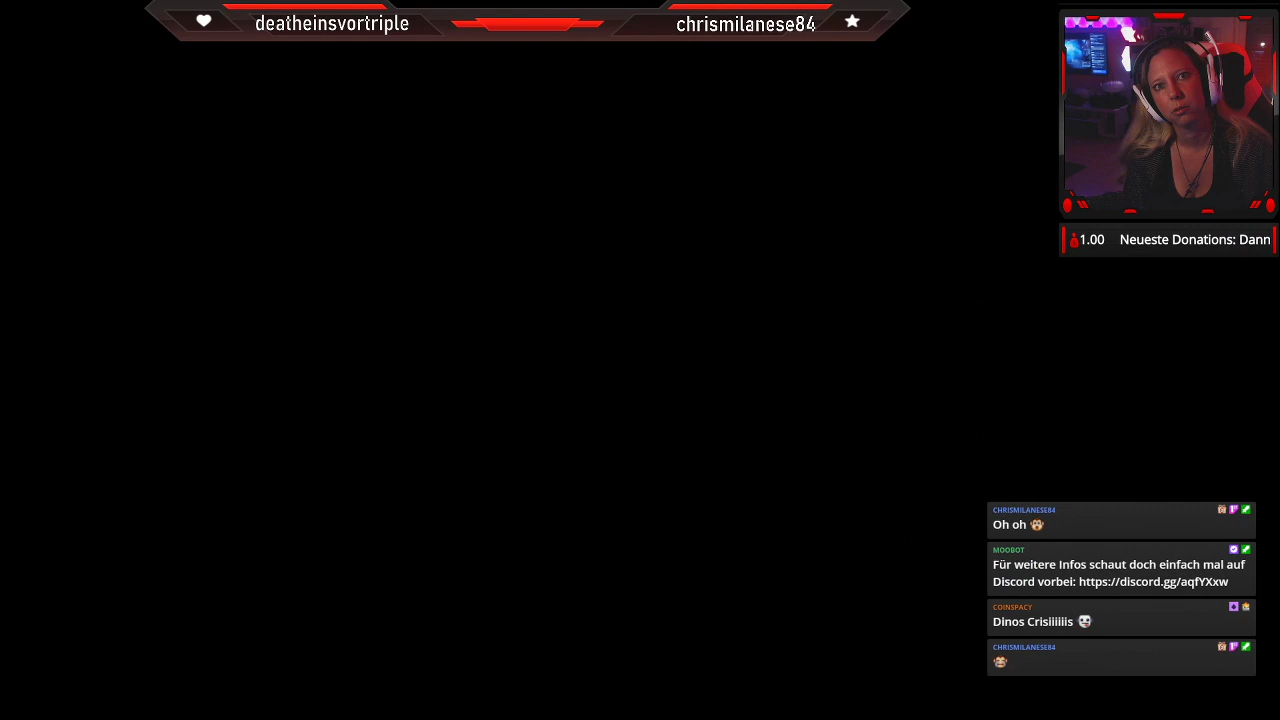 deatheinsvortriple
chrismilanese84
1.00 Neueste Donations: Dann
CHRISMILANESE84
Oh oh
MOOBOT
Für weitere Infos schaut doch einfach mal auf
Discord vorbei: https://discord.gg/aqfYXxw
COINSPACY
Dinos Crisiiiiiis
CHRISMILANESE84